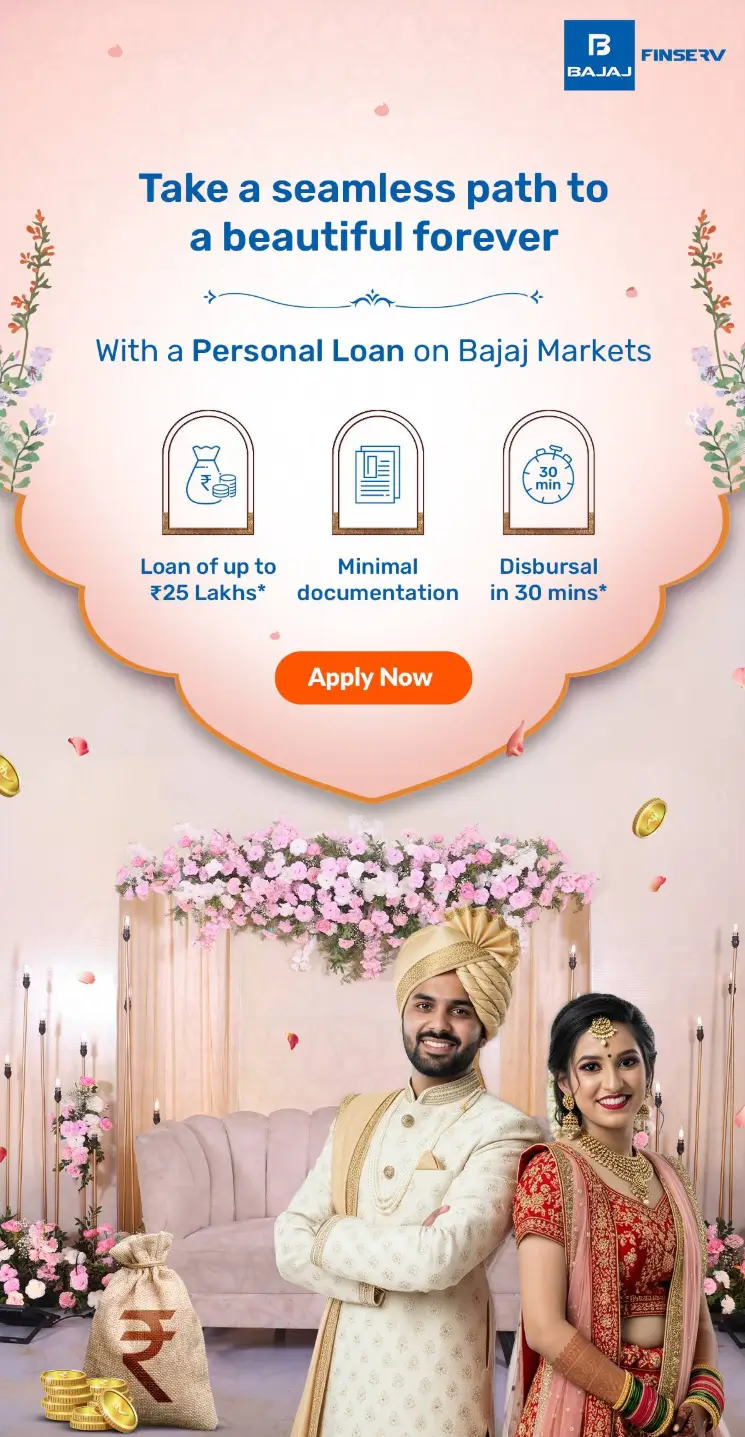 B
BAJAJ
FINSERV
Take a seamless path to
a beautiful forever
With a Personal Loan on Bajaj Markets
₹
30
min
Loan of up to
₹25 Lakhs*
Minimal
documentation
Disbursal
in 30 mins*
Apply Now
₹